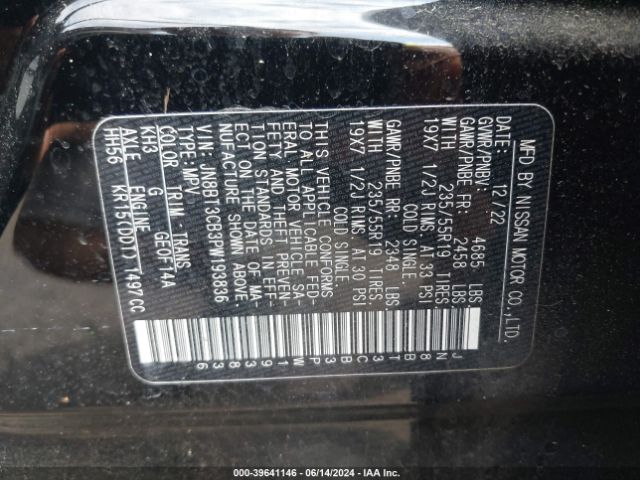 MFD BY NISSAN MOTOR CO.,LTD.
DATE: 12/22
GVWR/PNBV: 4685 LBS
GAWR/PNBE FR: 2458 LBS
WITH 235/55R19 TIRES
19X7 1/2J RIMS AT 33 PSI
COLD SINGLE
GAWR/PNBE RR: 2348 LBS.
WITH 235/55R19 TIRES
19X7 1/2J RIMS AT 30 PSI
COLD SINGLE.
THIS VEHICLE CONFORMS
TO ALL APPLICABLE FED-
ERAL MOTOR VEHICLE SA-
FETY AND THEFT PREVEN-
TION STANDARDS IN EFF-
ECT ON THE DATE OF MA-
NUFACTURE SHOWN ABOVE
VIN: JN8BT3CB3PW193836
TYPE: MPV
COLOR TRIM TRANS
KH3 G GE0F14A
AXLE ENGINE
HH56 KR15(DDT) 1497CC
JN8BT3CB3PW193836
000-39641146 - 06/14/2024 - IAA Inc.